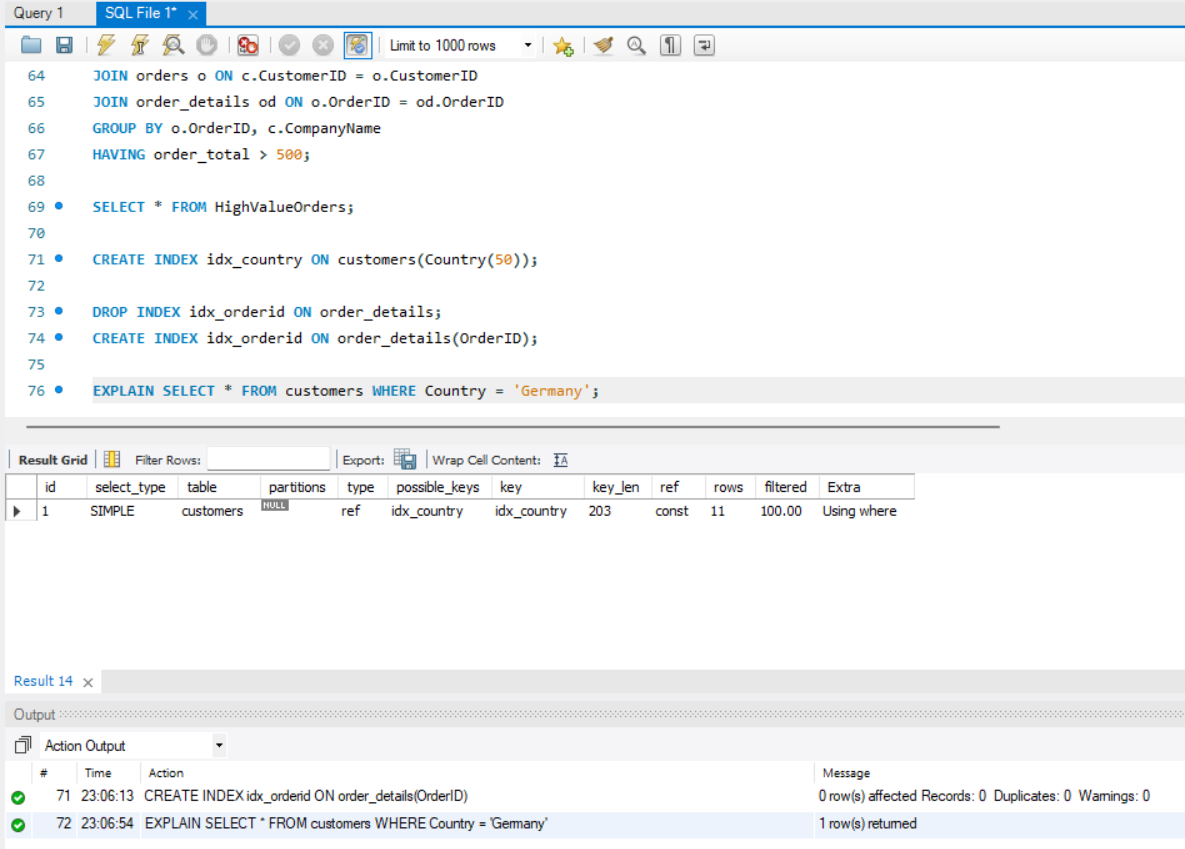 Query 1 SQL File 1*
Limit to 1000 rows
64 JOIN orders o ON c.CustomerID = o.CustomerID
65 JOIN order_details od ON o.OrderID = od.OrderID
66 GROUP BY o.OrderID, c.CompanyName
67 HAVING order_total > 500;
68
69 SELECT * FROM HighValueOrders;
70
71 CREATE INDEX idx_country ON customers(Country(50));
72
73 DROP INDEX idx_orderid ON order_details;
74 CREATE INDEX idx_orderid ON order_details(OrderID);
75
76 EXPLAIN SELECT * FROM customers WHERE Country = 'Germany';
Result Grid Filter Rows: Export: Wrap Cell Content: IA
id select_type table partitions type possible_keys key key_len ref rows filtered Extra
1 SIMPLE customers NULL ref idx_country idx_country 203 const 11 100.00 Using where
Result 14
Output
Action Output
# Time Action Message
71 23:06:13 CREATE INDEX idx_orderid ON order_details(OrderID) 0 row(s) affected Records: 0 Duplicates: 0 Warnings: 0
72 23:06:54 EXPLAIN SELECT * FROM customers WHERE Country = 'Germany' 1 row(s) returned